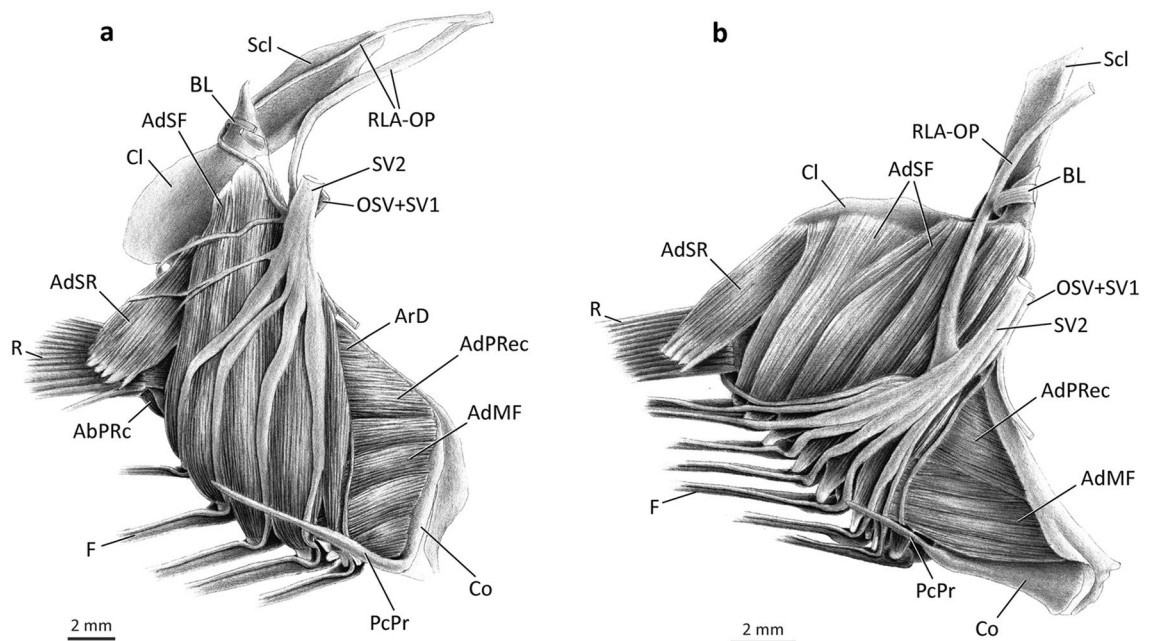 a
Scl
BL
AdSF
RLA-OP
Cl
SV2
OSV+SV1
AdSR
ArD
R
AdPRec
AdMF
AbPRc
F
Co
PcPr
2 mm
b
Scl
RLA-OP
AdSF
BL
Cl
AdSR
OSV+SV1
R
SV2
AdPRec
AdMF
F
PcPr
Co
2 mm